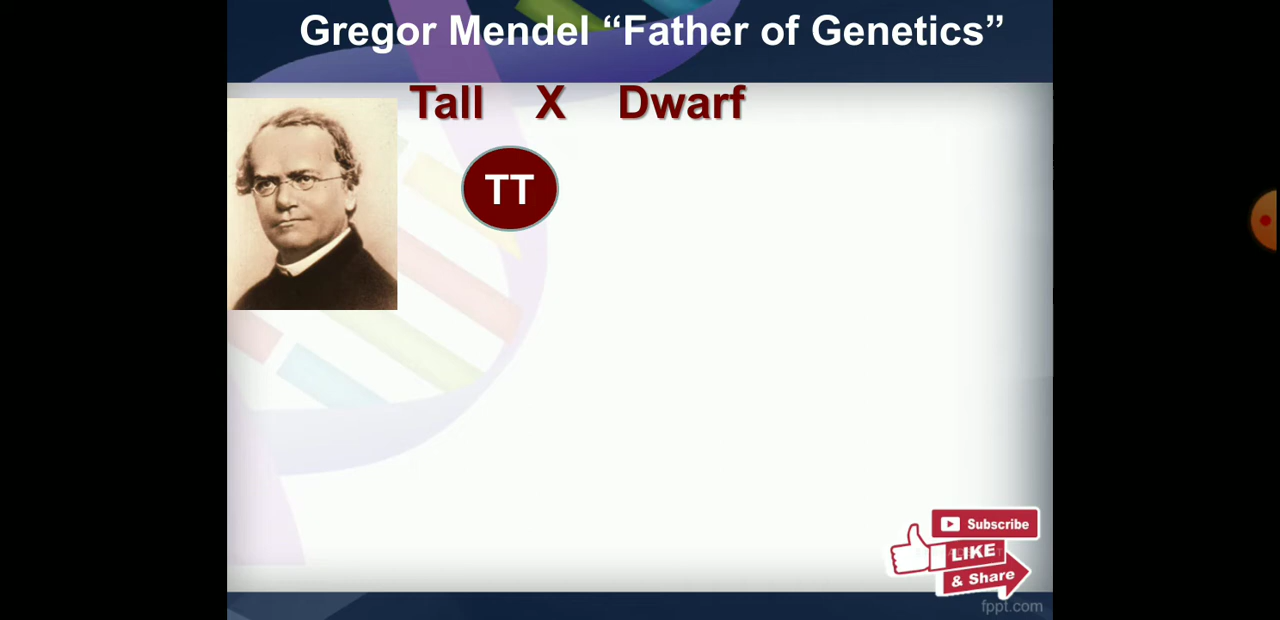 Gregor Mendel “Father of Genetics”
Tall X Dwarf
TT
Subscribe
LIKE
& Share
fppt.com